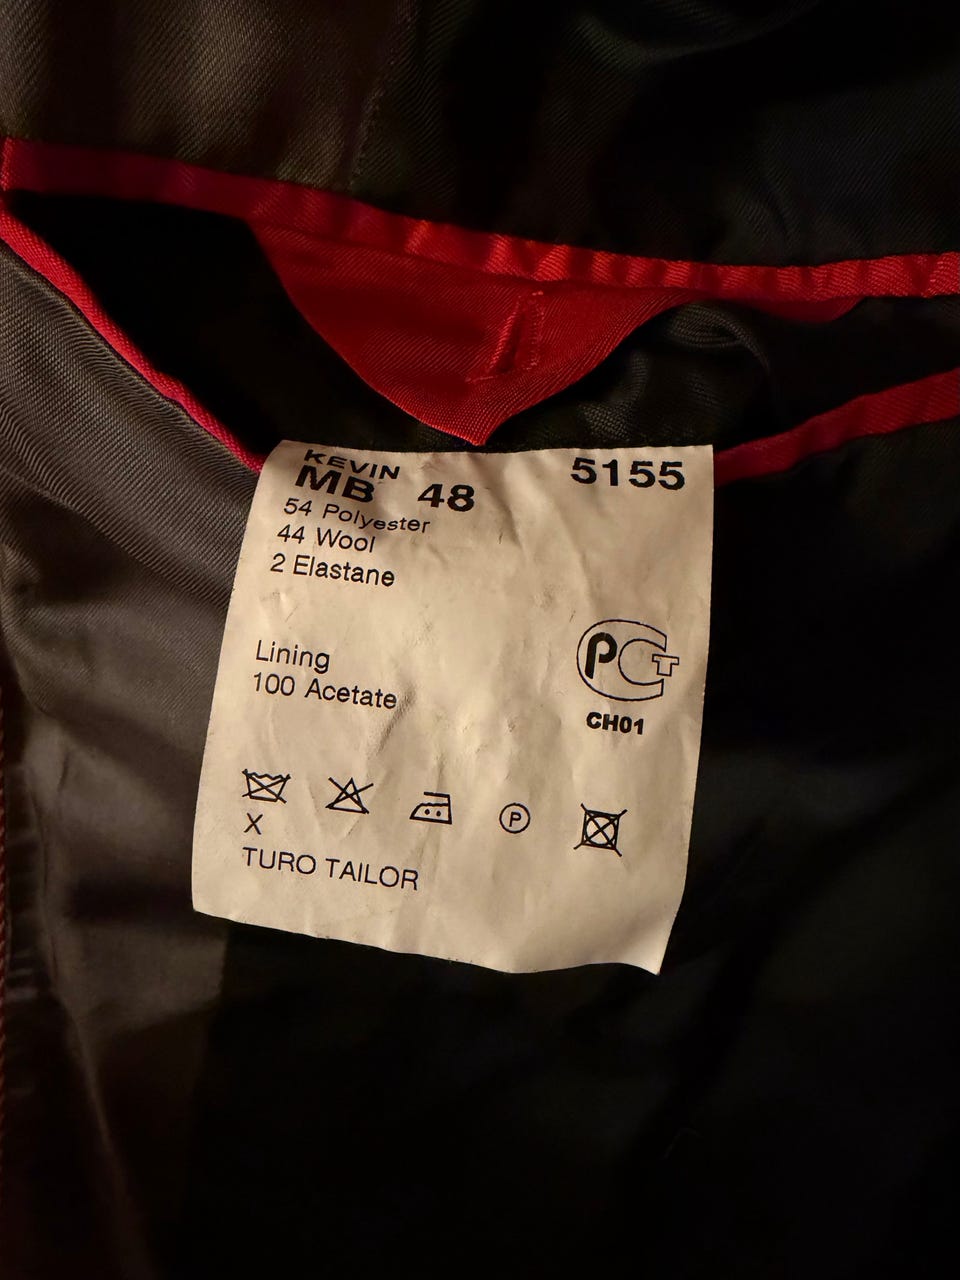 KEVIN
MB 48 5155
54 Polyester
44 Wool
2 Elastane
Lining
100 Acetate
PCT
CH01
P
X
TURO TAILOR